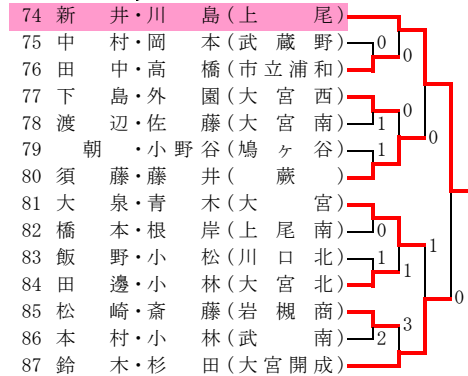 74 新 井・川 島(上 尾) 0
75 中 村・岡 本(武 蔵 野) 0
76 田 中・高 橋(市立浦和)
77 下 島・外 園(大 宮 西) 0
78 渡 辺・佐 藤(大 宮 南) 1
0
79 朝 ・小 野 谷(鳩 ヶ 谷) 1
80 須 藤・藤 井( 蕨 )
81 大 泉・青 木(大 宮)
82 橋 本・根 岸(上 尾 南) 0
1
83 飯 野・小 松(川 口 北) 1
1
84 田 邊・小 林(大 宮 北)
85 松 崎・斎 藤(岩 槻 商) 0
3
86 本 村・小 林(武 南) 2
87 鈴 木・杉 田(大宮開成)